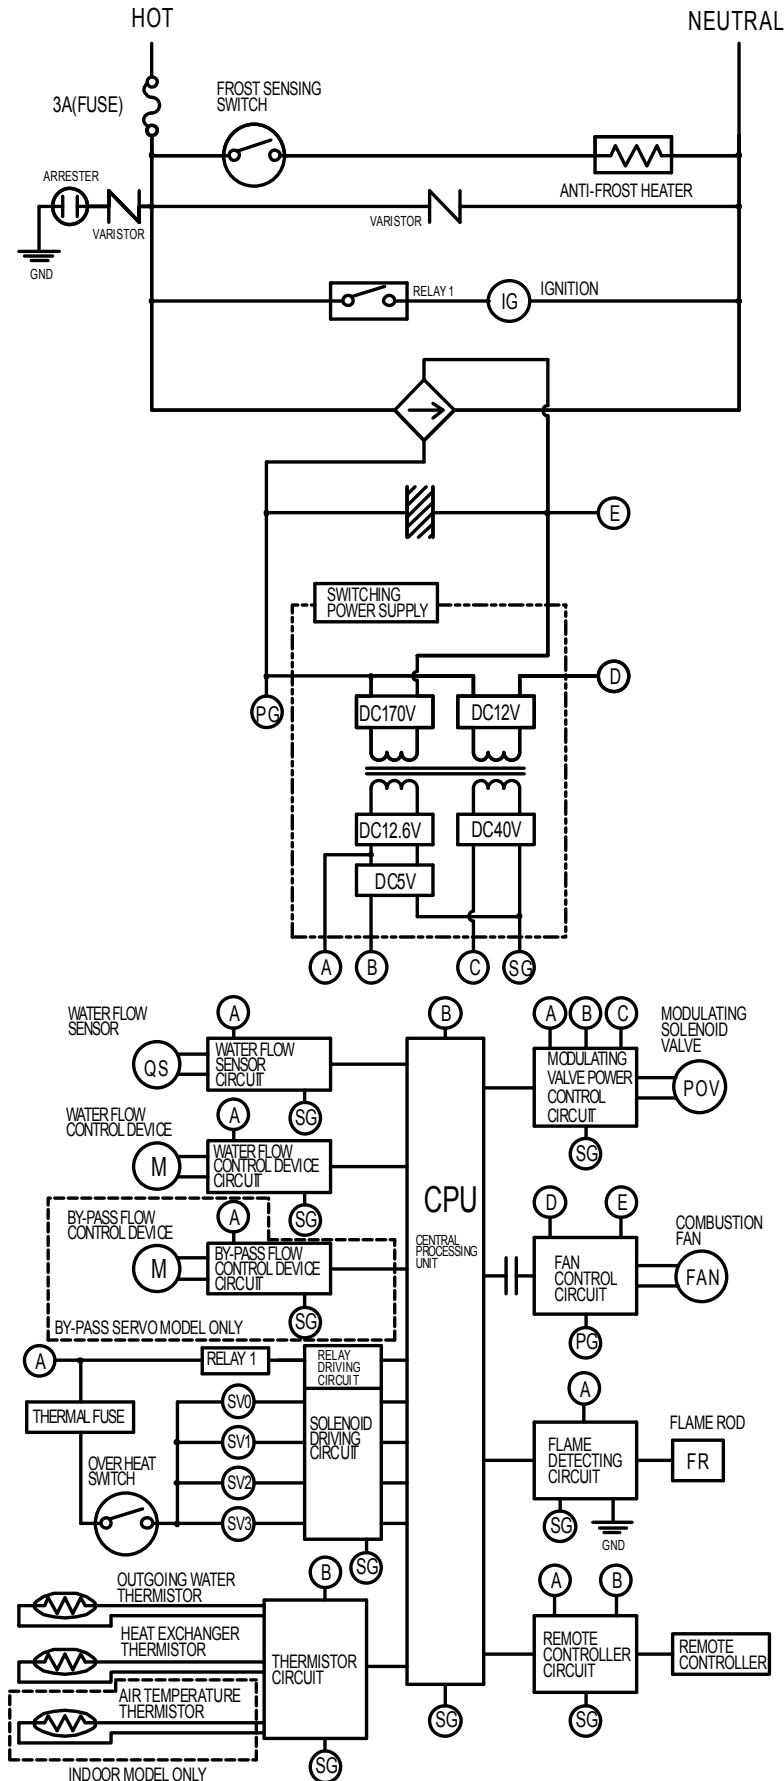 HOT
NEUTRAL
3A(FUSE)
FROST SENSING
SWITCH
ANTI-FROST HEATER
ARRESTER
VARISTOR
GND
VARISTOR
RELAY 1
IG
IGNITION
E
SWITCHING
POWER SUPPLY
PG
D
DC170V
DC12V
DC12.6V
DC40V
DC5V
A
B
C
SG
WATER FLOW
SENSOR
QS
A
WATER FLOW
SENSOR
CIRCUIT
SG
B
A
B
C
MODULATING
VALVE POWER
CONTROL
CIRCUIT
SG
MODULATING
SOLENOID
VALVE
POV
WATER FLOW
CONTROL DEVICE
M
A
WATER FLOW
CONTROL DEVICE
CIRCUIT
SG
CPU
CENTRAL
PROCESSING
UNIT
BY-PASS FLOW
CONTROL DEVICE
M
A
BY-PASS FLOW
CONTROL DEVICE
CIRCUIT
SG
BY-PASS SERVO MODEL ONLY
D
E
FAN
CONTROL
CIRCUIT
PG
COMBUSTION
FAN
FAN
A
RELAY 1
RELAY
DRIVING
CIRCUIT
THERMAL FUSE
SV0
SV1
SV2
SV3
SOLENOID
DRIVING
CIRCUIT
OVER HEAT
SWITCH
SG
A
FLAME
DETECTING
CIRCUIT
SG
GND
FLAME ROD
FR
OUTGOING WATER
THERMISTOR
HEAT EXCHANGER
THERMISTOR
AIR TEMPERATURE
THERMISTOR
INDOOR MODEL ONLY
B
THERMISTOR
CIRCUIT
SG
SG
A
B
REMOTE
CONTROLLER
CIRCUIT
SG
REMOTE
CONTROLLER